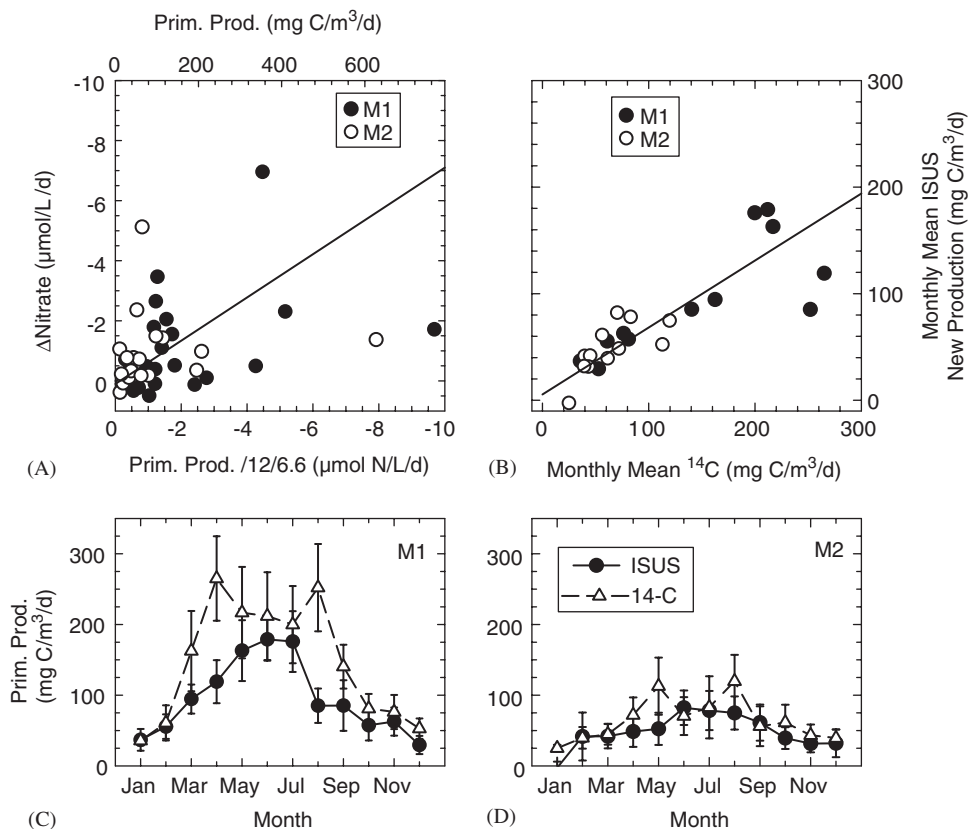 Prim. Prod. (mg C/m³/d)
0 200 400 600
-10
-8
-6
-4
-2
0
ΔNitrate (μmol/L /d)
M1
M2
0 -2 -4 -6 -8 -10
(A) Prim. Prod. /12/6.6 (μmol N/L/d)
M1
M2
300
200
100
0
Monthly Mean ISUS
New Production (mg C/m³/d)
0 100 200 300
(B) Monthly Mean ¹⁴C (mg C/m³/d)
Prim. Prod.
(mg C/m³/d)
300
200
100
0
M1
Jan Mar May Jul Sep Nov
(C) Month
300
200
100
0
ISUS
14-C
M2
Jan Mar May Jul Sep Nov
(D) Month